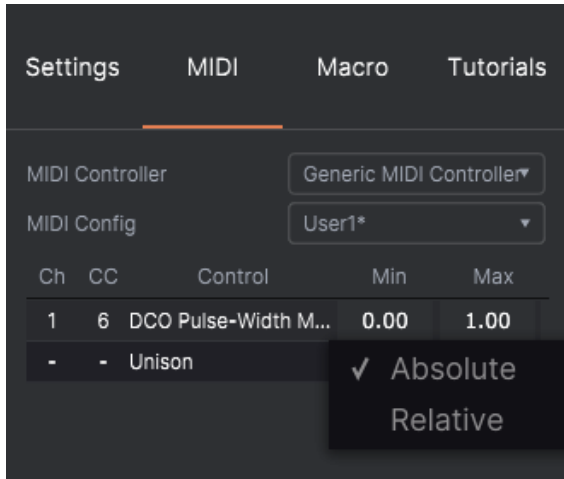 Settings MIDI Macro Tutorials
MIDI Controller Generic MIDI Controller
MIDI Config User1*
Ch CC Control Min Max
1 6 DCO Pulse-Width M... 0.00 1.00
- - Unison
✓ Absolute
Relative